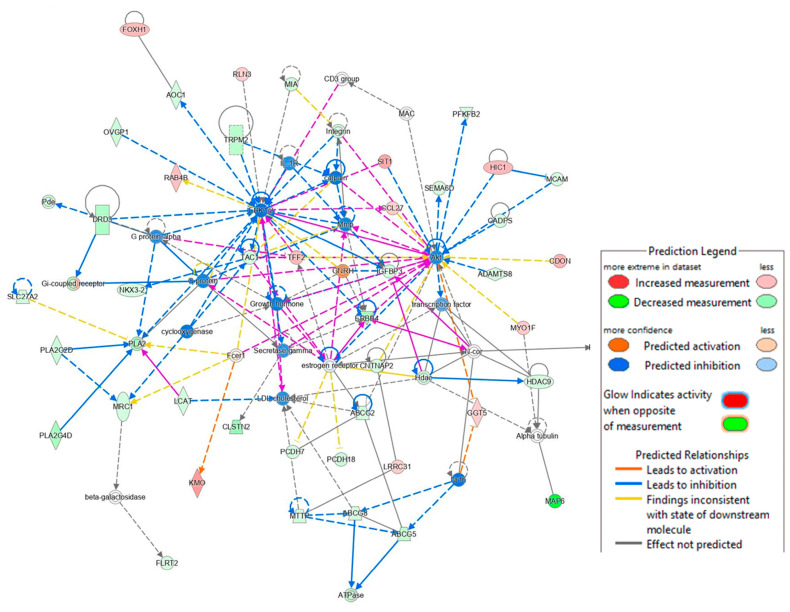 FOXH1
RLN3
MIA
CD3 group
AOC1
MAC
PFKFB2
OVGP1
TRPM2
Integrin
SIT1
HIC1
MCAM
RAB4B
SEMA6D
CCL27
CADPS
Pde
DRD3
G protein alpha
TAC1
TFF2
GNRH
IGFBP3
Akt
CDON
ADAMTS8
Gi-coupled receptor
NKX3-2
SLC27A2
Growth hormone
transcription factor
ERBB4
cyclooxygenase
MYO1F
PLA2
PLA2G2D
Fcer1
Secretase gamma
estrogen receptor
CNTNAP2
Hdac
HDAC9
MRC1
LCAT
LDL-cholesterol
ABCG2
GGT5
PLA2G4D
CLSTN2
Alpha tubulin
PCDH7
PCDH18
LRRC31
KMO
beta-galactosidase
MAP6
MTTP
ABCG8
ABCG5
FLRT2
ATPase
Prediction Legend
more extreme in dataset less
Increased measurement
Decreased measurement
more confidence less
Predicted activation
Predicted inhibition
Glow Indicates activity
when opposite
of measurement
Predicted Relationships
Leads to activation
Leads to inhibition
Findings inconsistent
with state of downstream
molecule
Effect not predicted